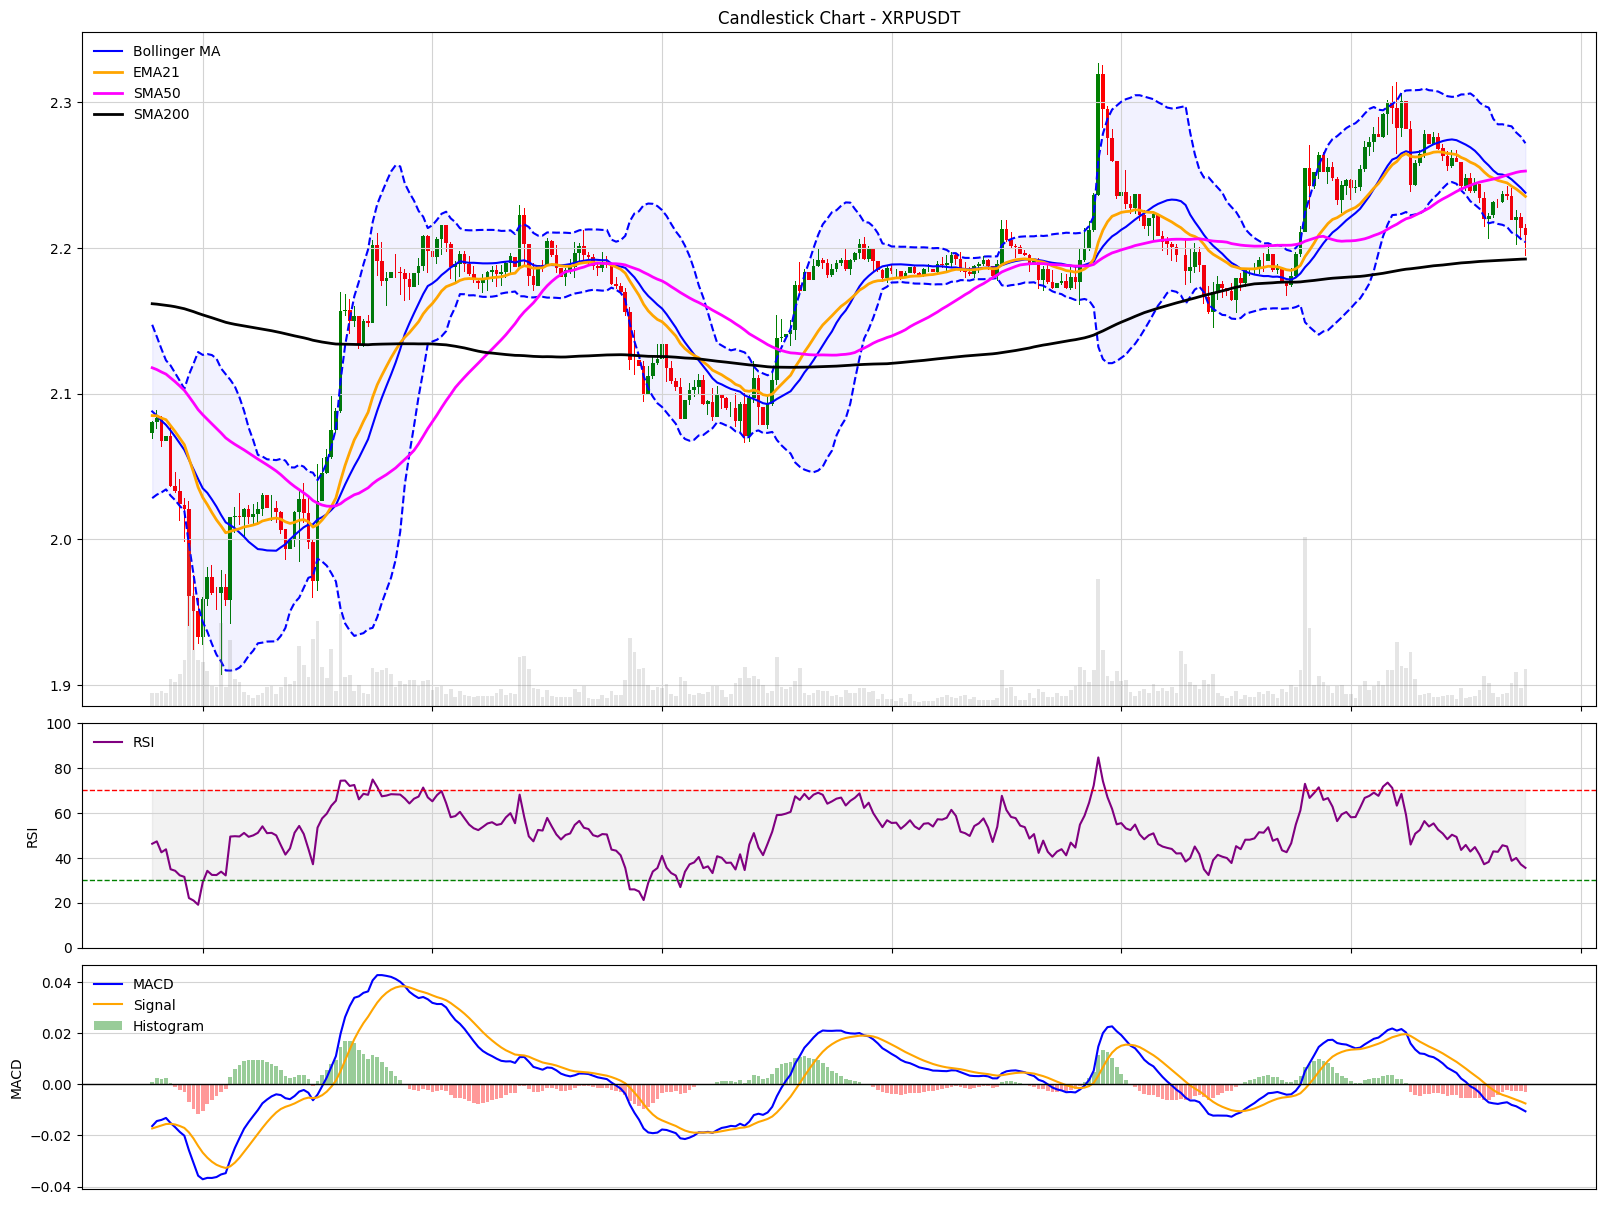 Candlestick Chart - XRPUSDT
Bollinger MA
EMA21
SMA50
SMA200
2.3
2.2
2.1
2.0
1.9
RSI
RSI
100
80
60
40
20
0
MACD
Signal
Histogram
MACD
0.04
0.02
0.00
−0.02
−0.04